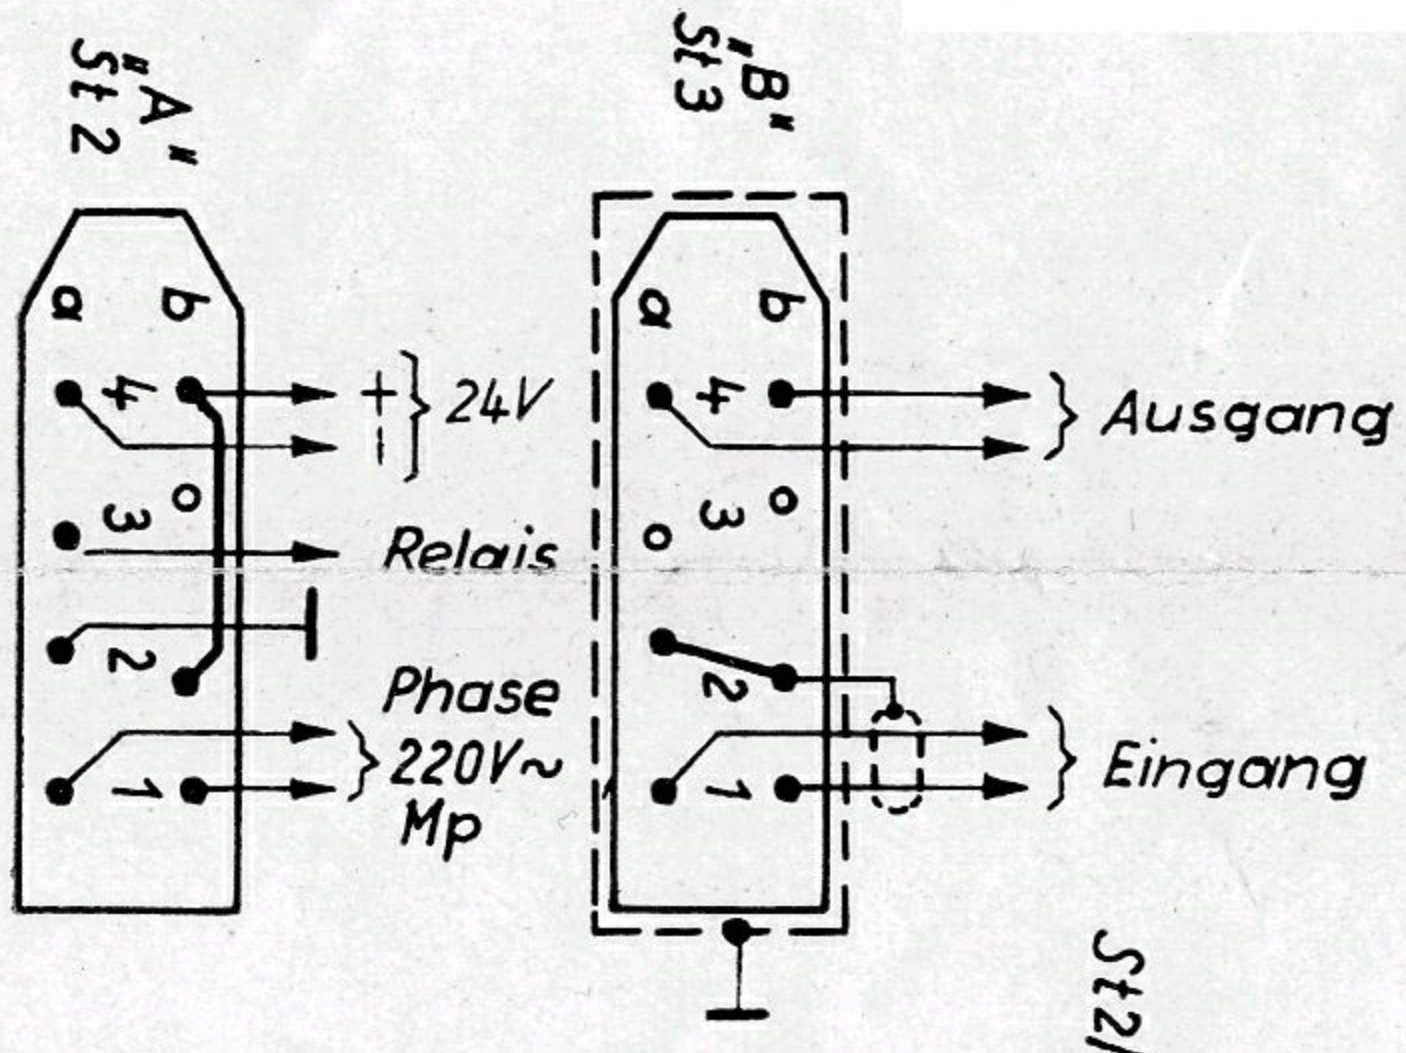 "A"
St 2
a b
4
3
2
1
+
-
24V
Relais
Phase
220V~
Mp
"B"
St 3
a b
4
3
2
1
Ausgang
Eingang
St2/